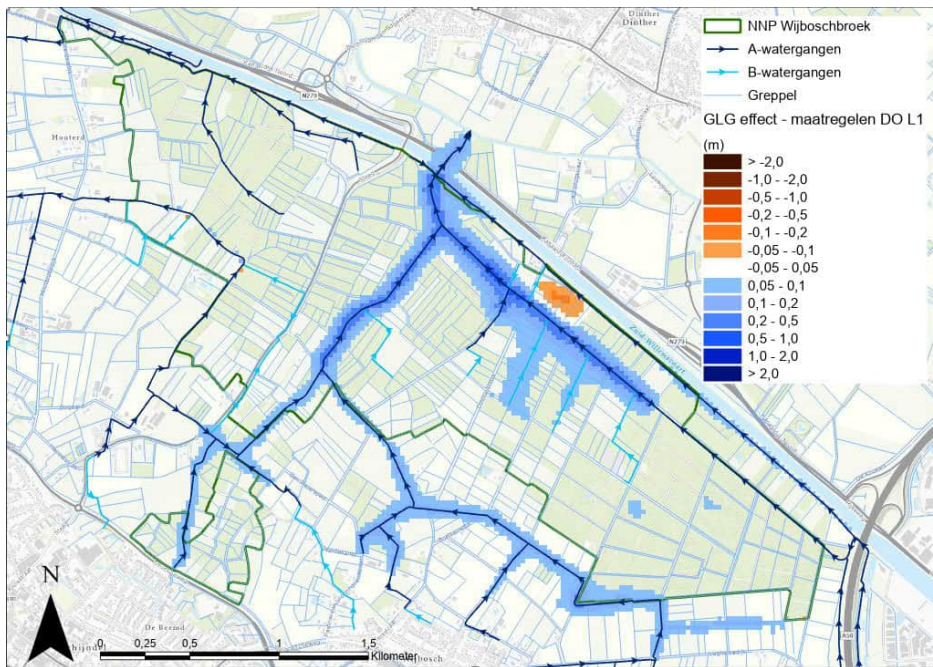 Dinther
Dinther
N279
Houterd
Zuid-Willemsvaart
N279
A50
De Beemd
N
0 0,25 0,5 1 1,5
Kilometer
NNP Wijboschbroek
A-watergangen
B-watergangen
Greppel
GLG effect - maatregelen DO L1
(m)
> -2,0
-1,0 - -2,0
-0,5 - -1,0
-0,2 - -0,5
-0,1 - -0,2
-0,05 - -0,1
-0,05 - 0,05
0,05 - 0,1
0,1 - 0,2
0,2 - 0,5
0,5 - 1,0
1,0 - 2,0
> 2,0